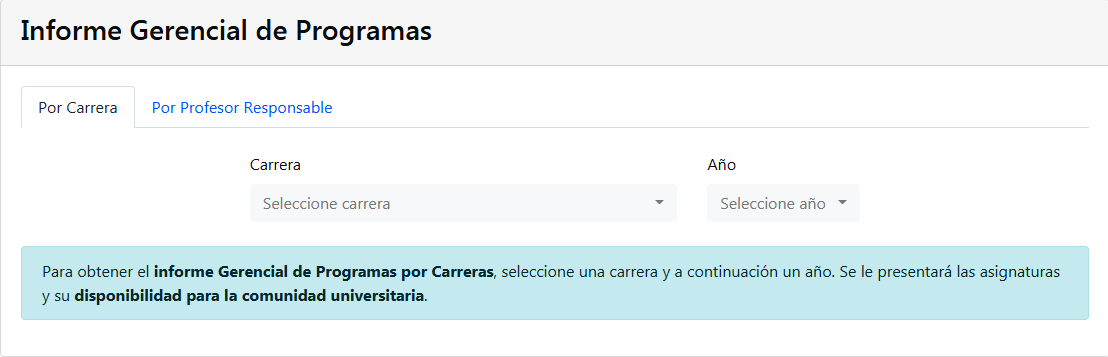 Informe Gerencial de Programas
Por Carrera
Por Profesor Responsable
Carrera
Año
Seleccione carrera
Seleccione año
Para obtener el informe Gerencial de Programas por Carreras, seleccione una carrera y a continuación un año. Se le presentará las asignaturas
y su disponibilidad para la comunidad universitaria.